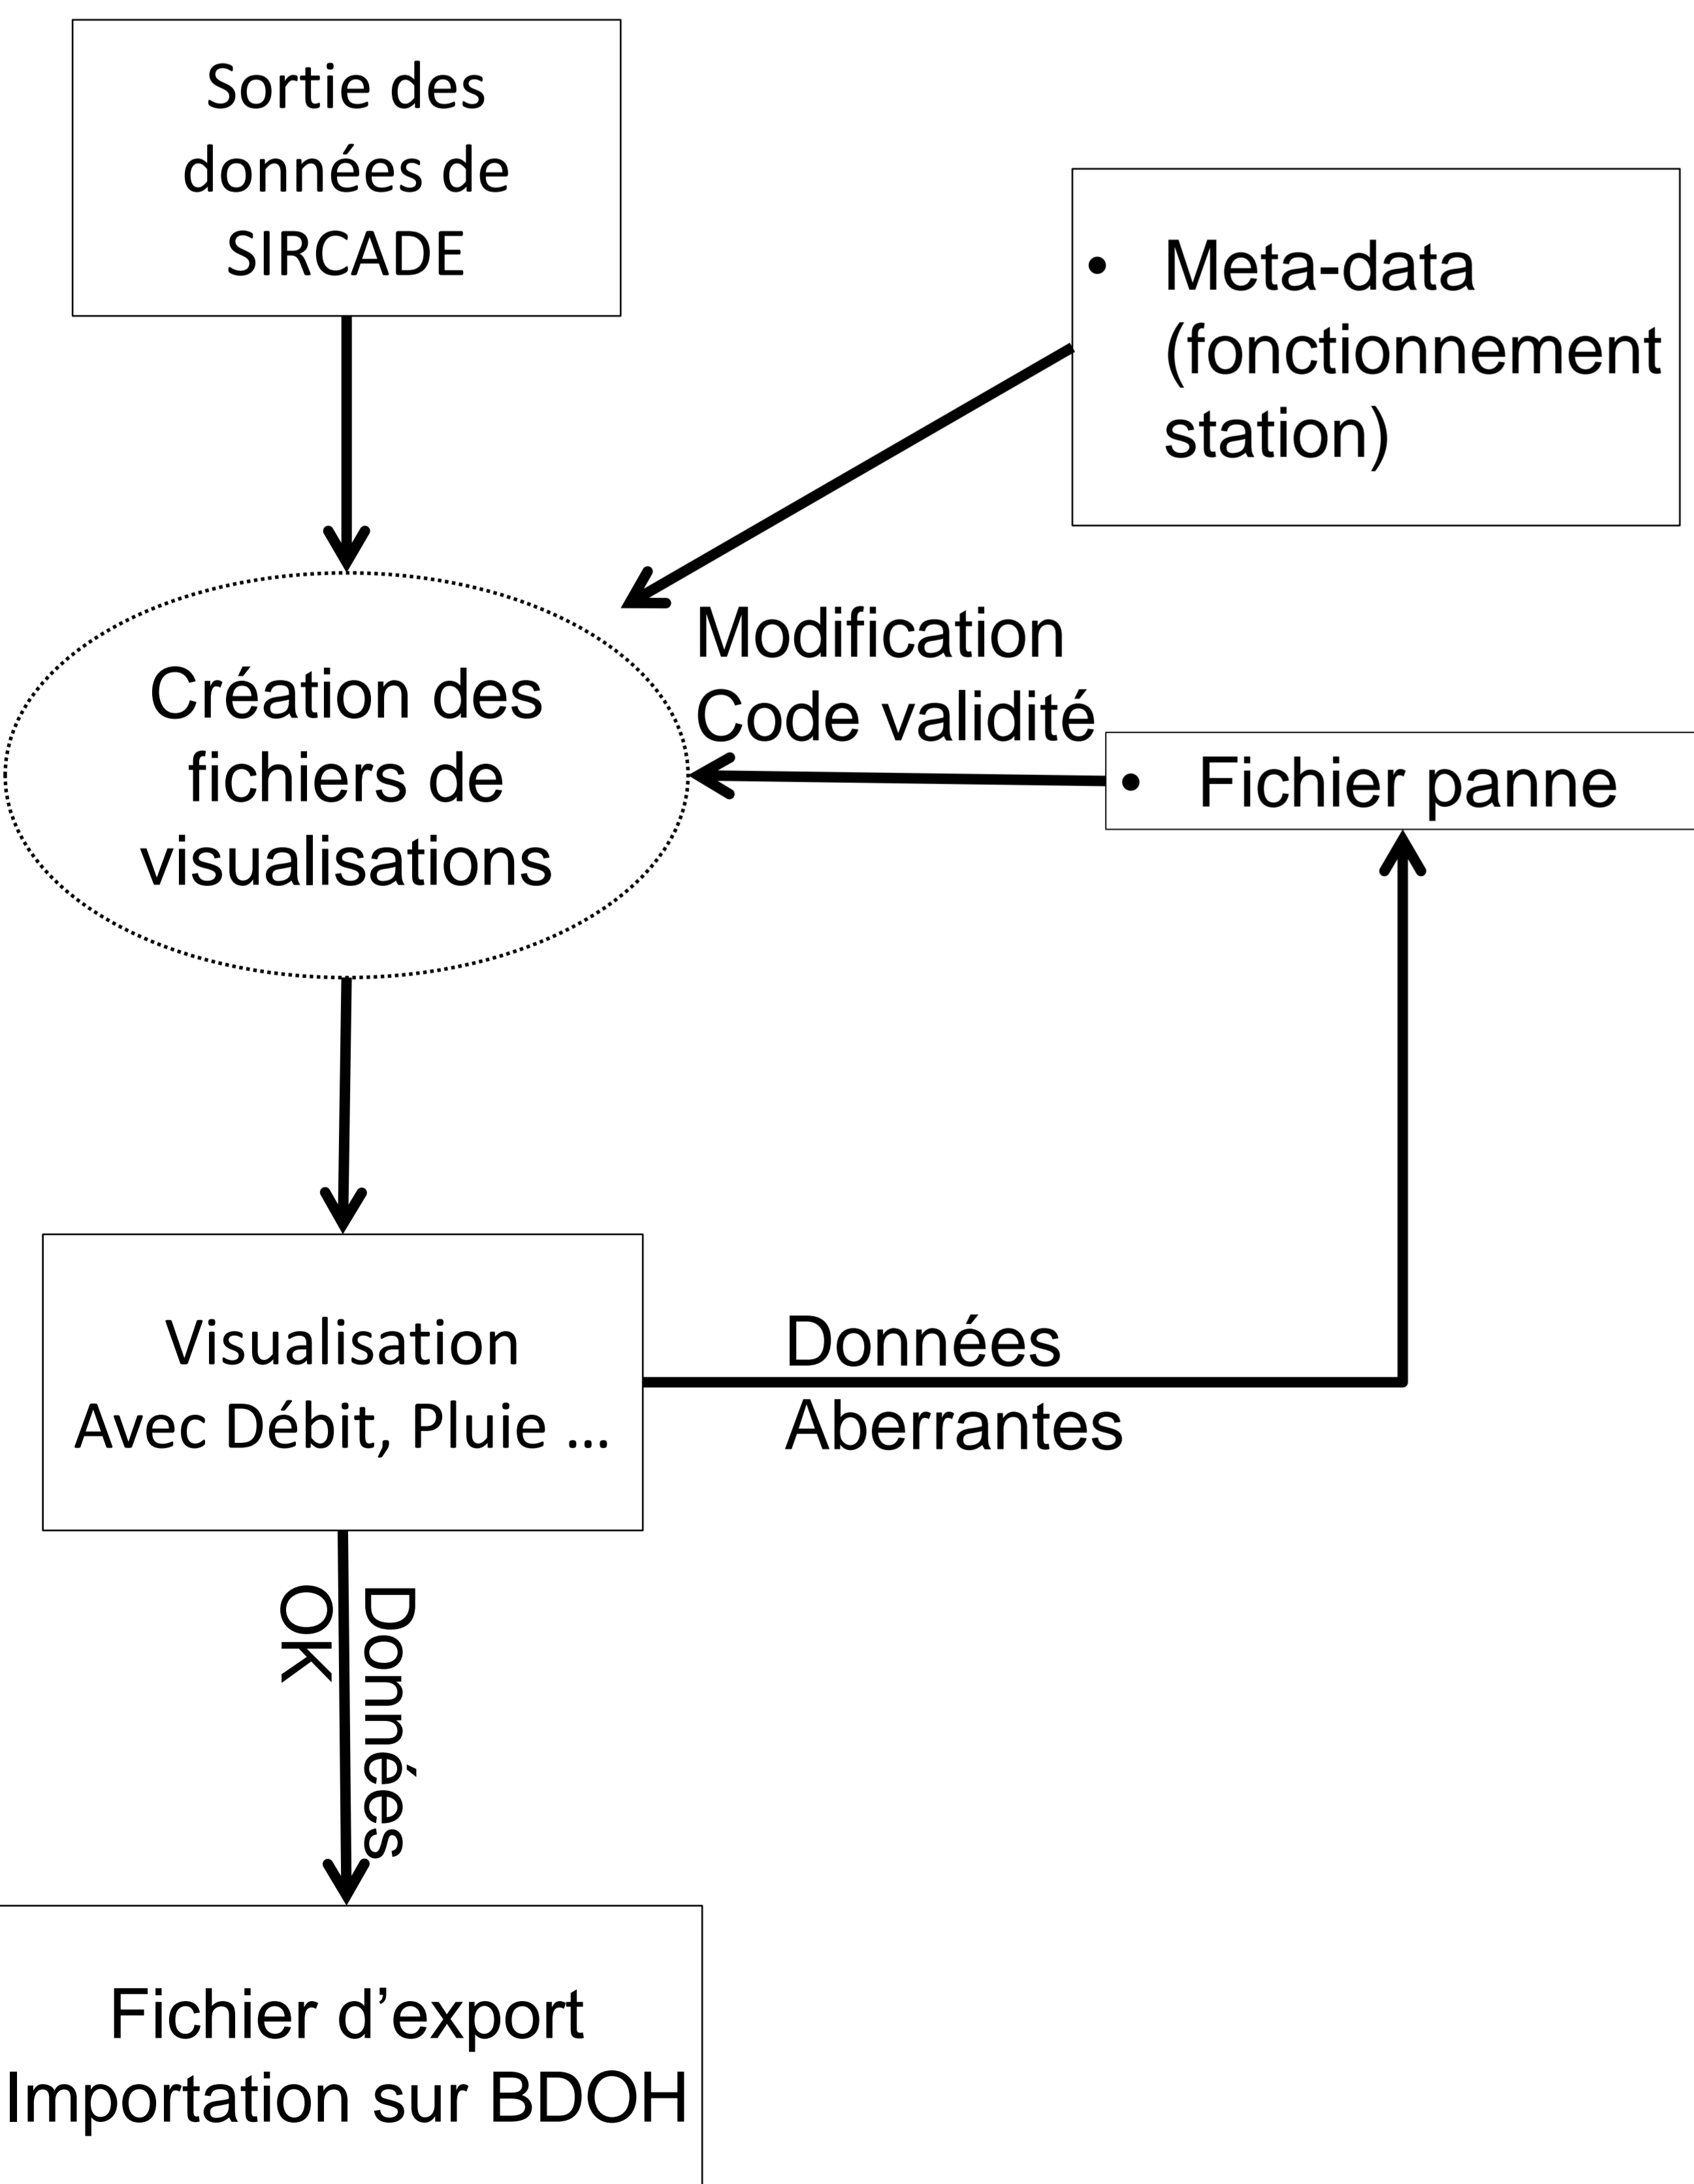 Sortie des
données de
SIRCADE
• Meta-data
(fonctionnement
station)
Modification
Code validité
Création des
fichiers de
visualisations
• Fichier panne
Visualisation
Avec Débit, Pluie ...
Données
Aberrantes
Données
OK
Fichier d’export
Importation sur BDOH